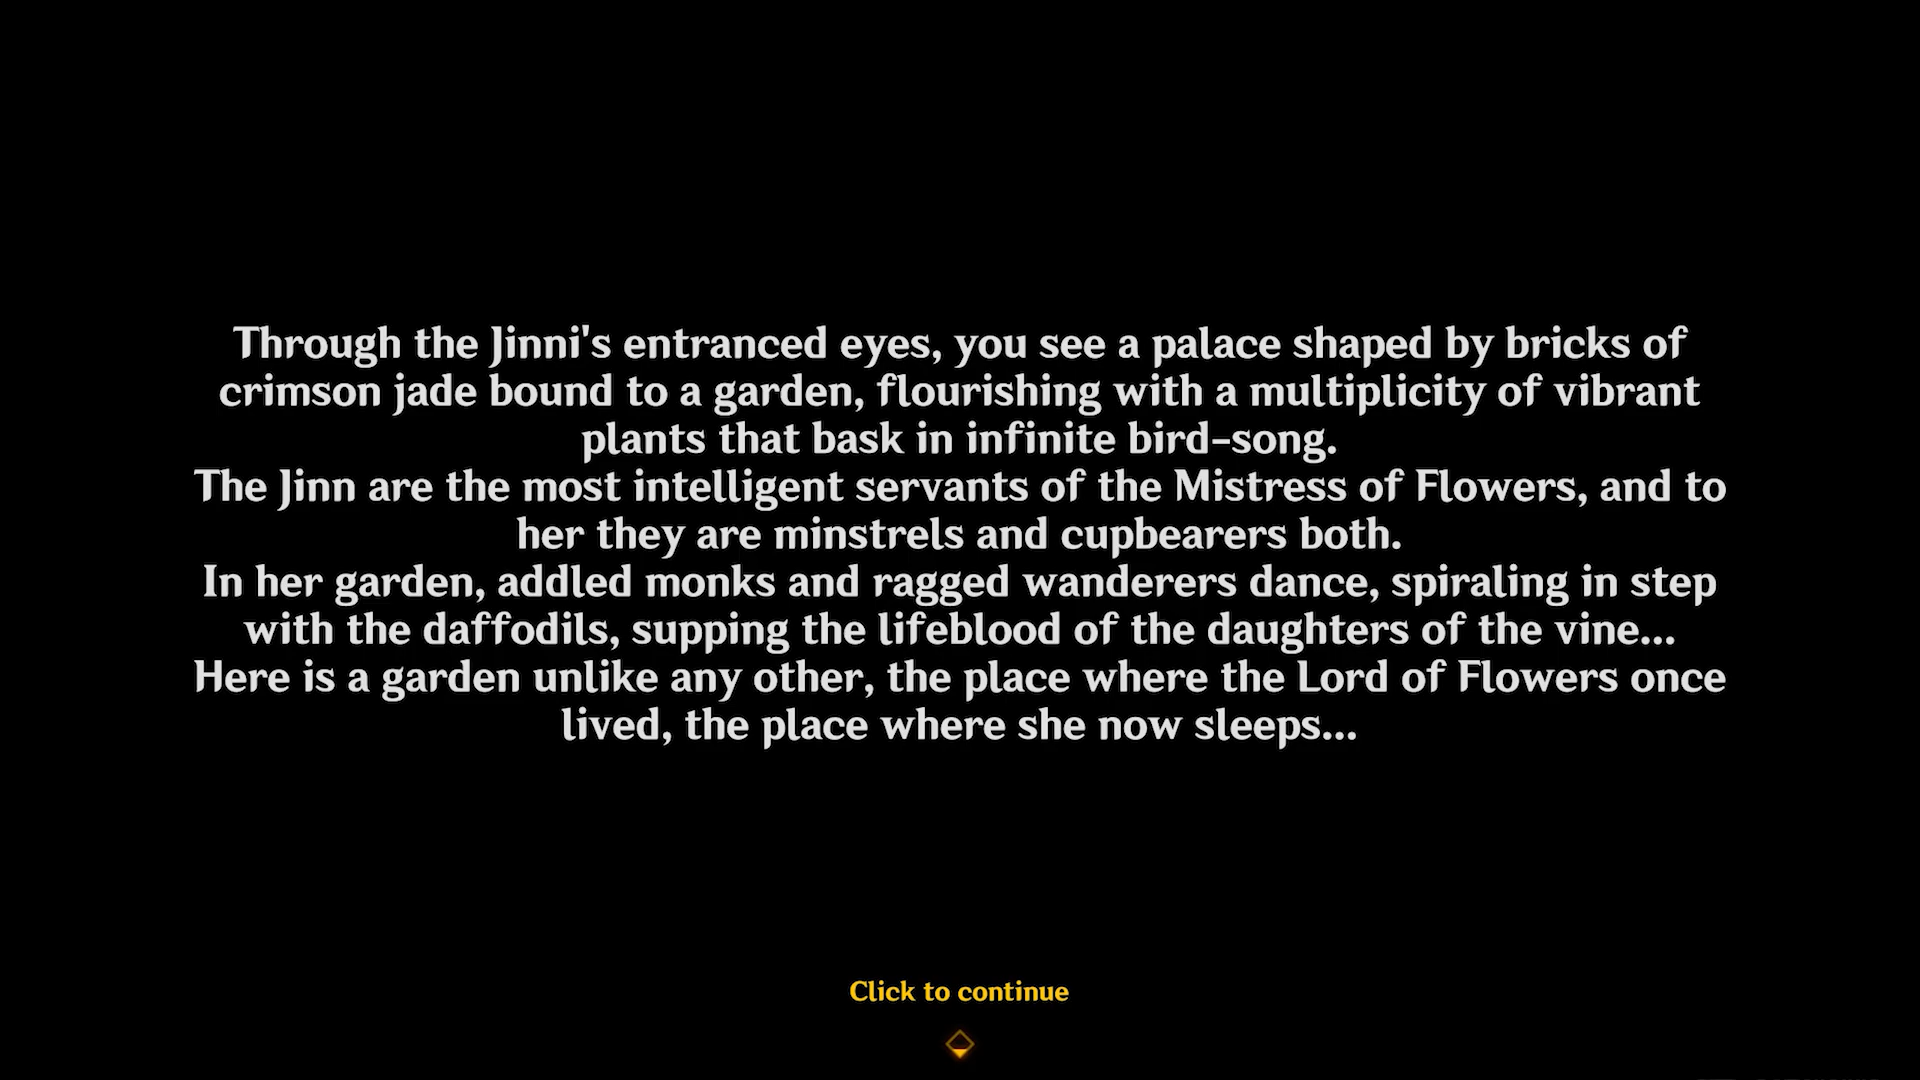 Through the Jinni's entranced eyes, you see a palace shaped by bricks of
crimson jade bound to a garden, flourishing with a multiplicity of vibrant
plants that bask in infinite bird-song.
The Jinn are the most intelligent servants of the Mistress of Flowers, and to
her they are minstrels and cupbearers both.
In her garden, addled monks and ragged wanderers dance, spiraling in step
with the daffodils, supping the lifeblood of the daughters of the vine...
Here is a garden unlike any other, the place where the Lord of Flowers once
lived, the place where she now sleeps...
Click to continue